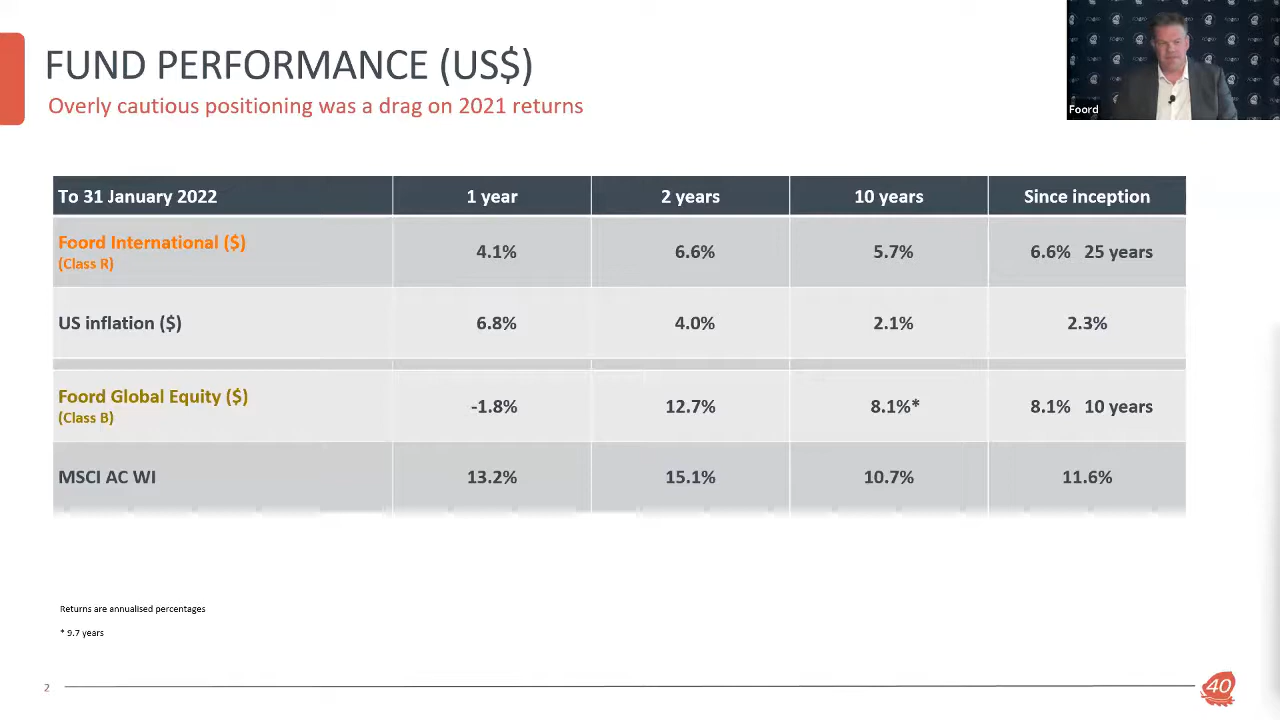 FUND PERFORMANCE (US$)
Overly cautious positioning was a drag on 2021 returns
Foord
To 31 January 2022 1 year 2 years 10 years Since inception
Foord International ($)
(Class R) 4.1% 6.6% 5.7% 6.6% 25 years
US inflation ($) 6.8% 4.0% 2.1% 2.3%
Foord Global Equity ($)
(Class B) -1.8% 12.7% 8.1%* 8.1% 10 years
MSCI AC WI 13.2% 15.1% 10.7% 11.6%
Returns are annualised percentages
* 9.7 years
2
40